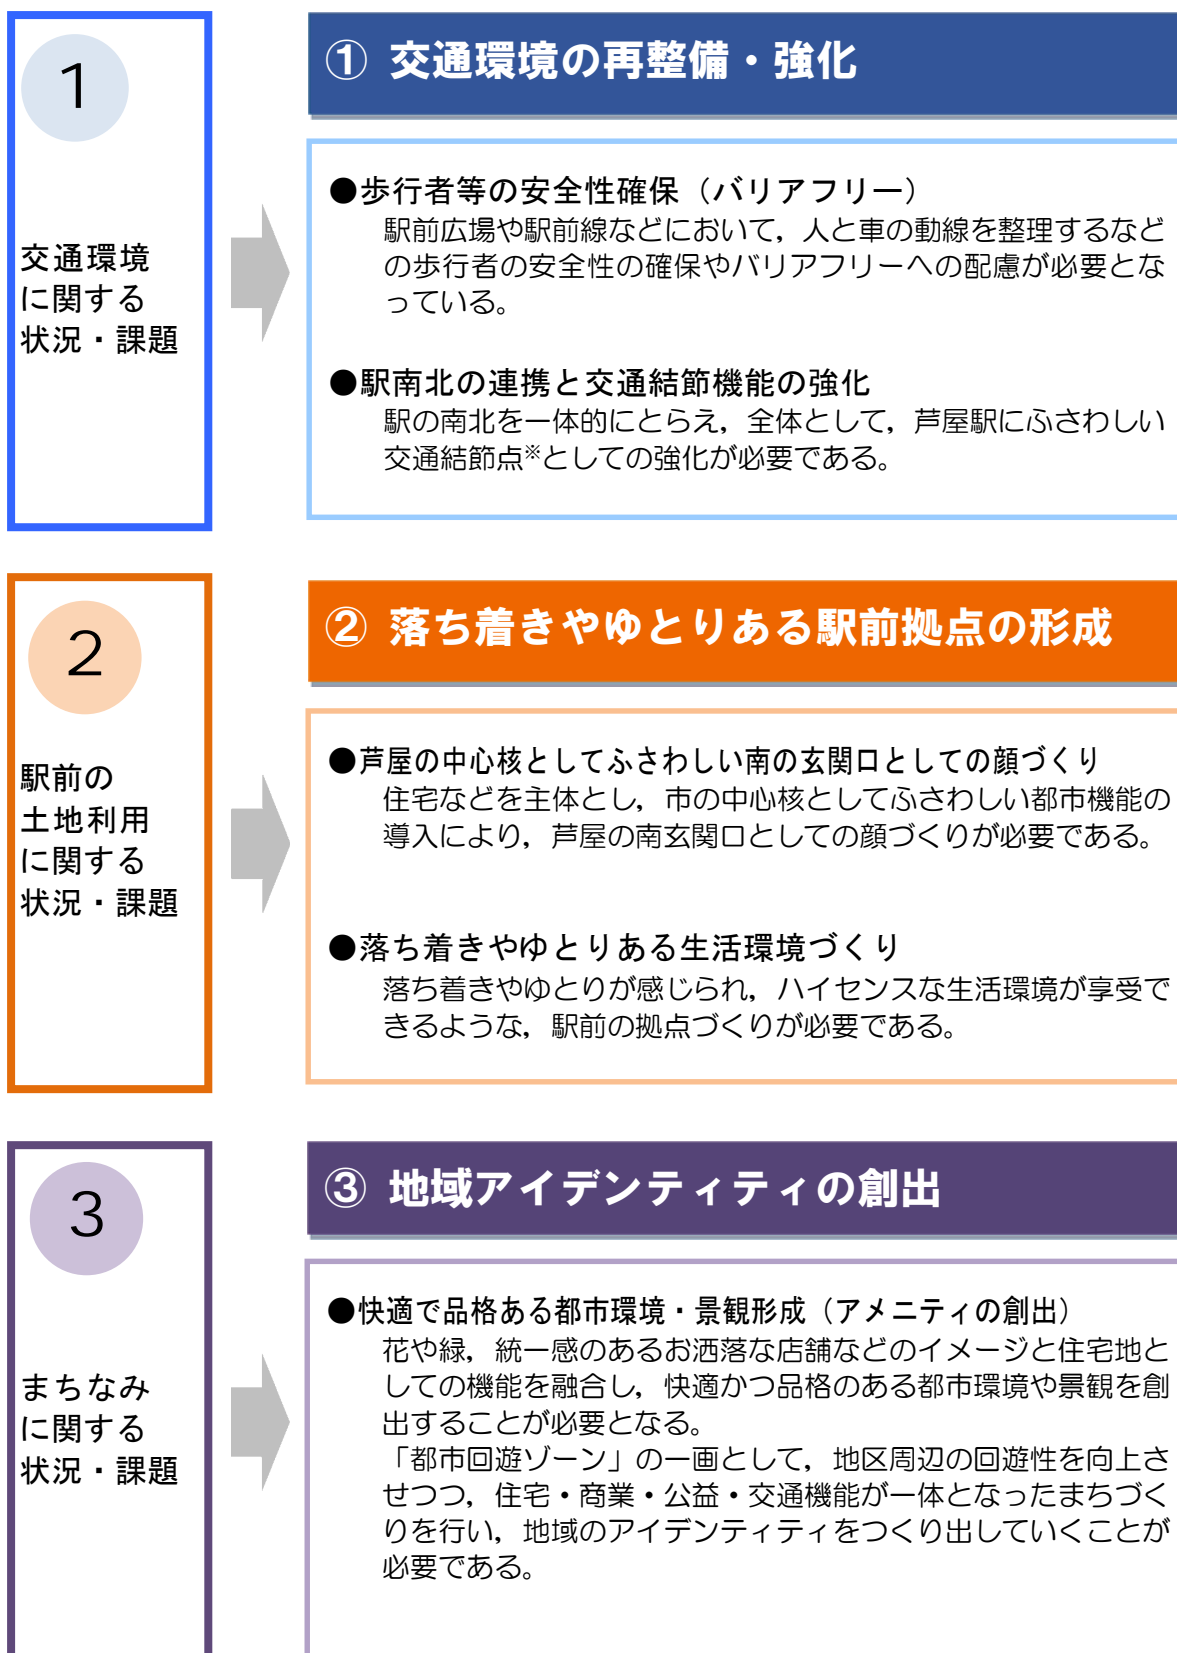 1
交通環境
に関する
状況・課題
① 交通環境の再整備・強化
●歩行者等の安全性確保（バリアフリー）
駅前広場や駅前線などにおいて，人と車の動線を整理するなど
の歩行者の安全性の確保やバリアフリーへの配慮が必要とな
っている。
●駅南北の連携と交通結節機能の強化
駅の南北を一体的にとらえ，全体として，芦屋駅にふさわしい
交通結節点※としての強化が必要である。
2
駅前の
土地利用
に関する
状況・課題
② 落ち着きやゆとりある駅前拠点の形成
●芦屋の中心核としてふさわしい南の玄関口としての顔づくり
住宅などを主体とし，市の中心核としてふさわしい都市機能の
導入により，芦屋の南玄関口としての顔づくりが必要である。
●落ち着きやゆとりある生活環境づくり
落ち着きやゆとりが感じられ，ハイセンスな生活環境が享受で
きるような，駅前の拠点づくりが必要である。
3
まちなみ
に関する
状況・課題
③ 地域アイデンティティの創出
●快適で品格ある都市環境・景観形成（アメニティの創出）
花や緑，統一感のあるお洒落な店舗などのイメージと住宅地と
しての機能を融合し，快適かつ品格のある都市環境や景観を創
出することが必要となる。
「都市回遊ゾーン」の一画として，地区周辺の回遊性を向上さ
せつつ，住宅・商業・公益・交通機能が一体となったまちづく
りを行い，地域のアイデンティティをつくり出していくことが
必要である。